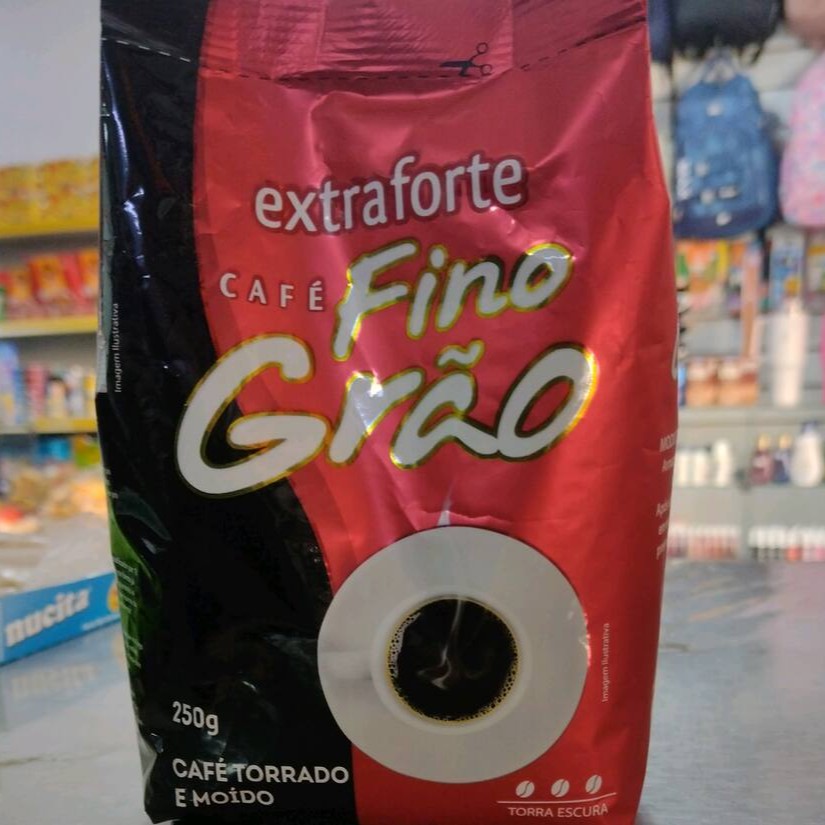 extraforte
CAFÉ Fino
Grão
Imagem Ilustrativa
nucita
250g
CAFÉ TORRADO
E MOÍDO
Imagem Ilustrativa
TORRA ESCURA